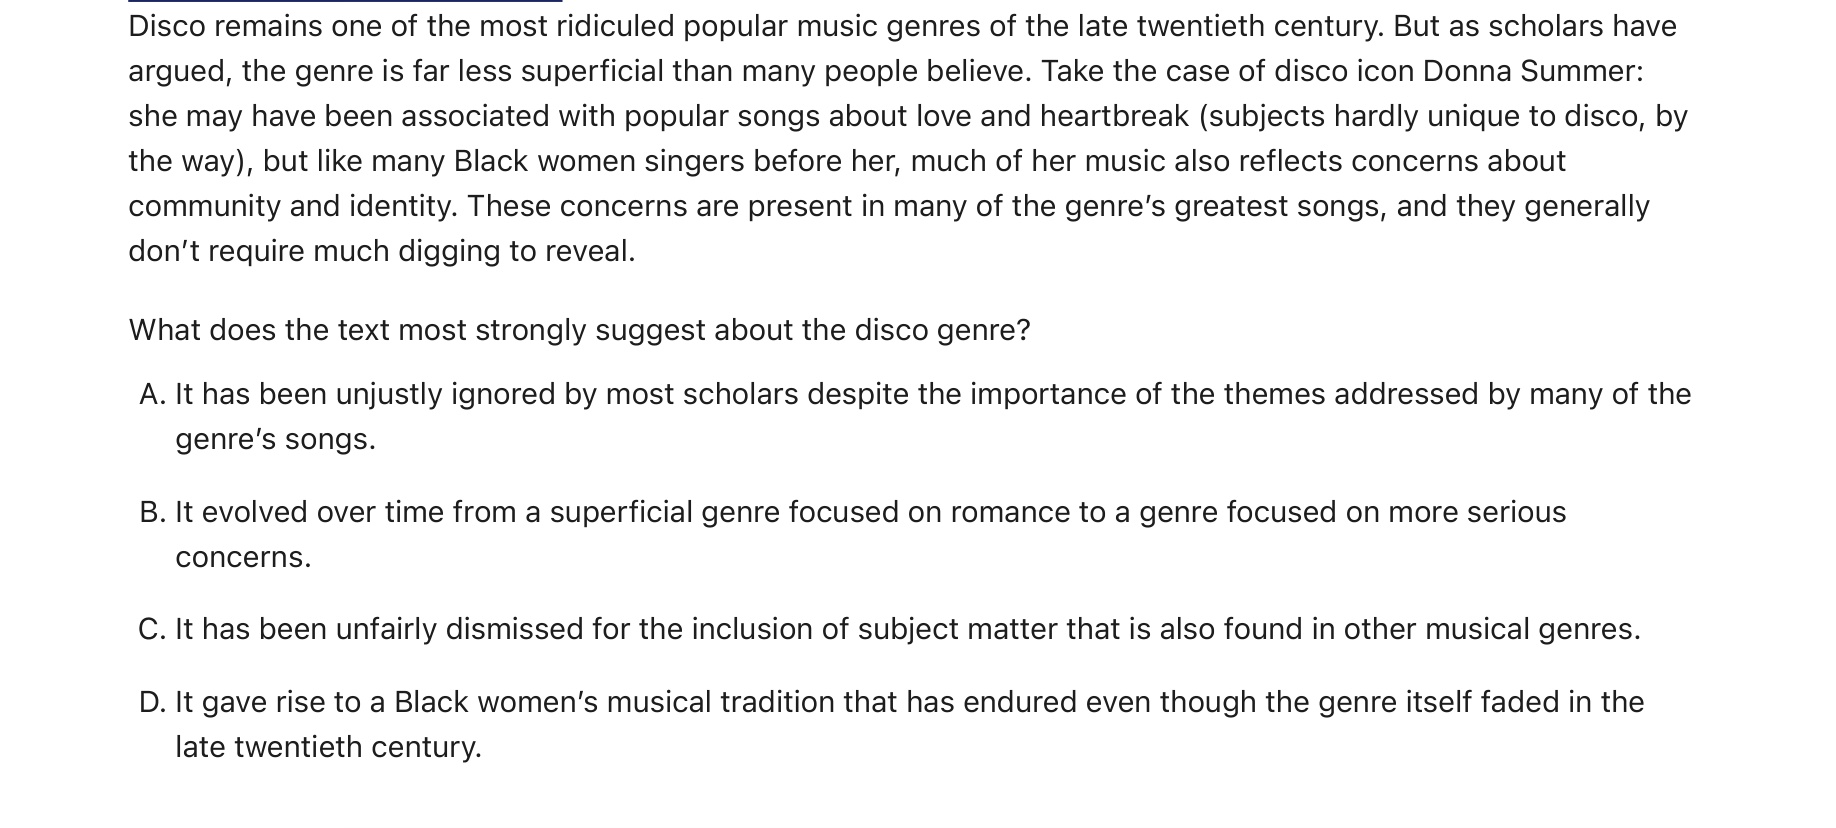 Disco remains one of the most ridiculed popular music genres of the late twentieth century. But as scholars have
argued, the genre is far less superficial than many people believe. Take the case of disco icon Donna Summer:
she may have been associated with popular songs about love and heartbreak (subjects hardly unique to disco, by
the way), but like many Black women singers before her, much of her music also reflects concerns about
community and identity. These concerns are present in many of the genre’s greatest songs, and they generally
don’t require much digging to reveal.
What does the text most strongly suggest about the disco genre?
A. It has been unjustly ignored by most scholars despite the importance of the themes addressed by many of the
genre’s songs.
B. It evolved over time from a superficial genre focused on romance to a genre focused on more serious
concerns.
C. It has been unfairly dismissed for the inclusion of subject matter that is also found in other musical genres.
D. It gave rise to a Black women’s musical tradition that has endured even though the genre itself faded in the
late twentieth century.